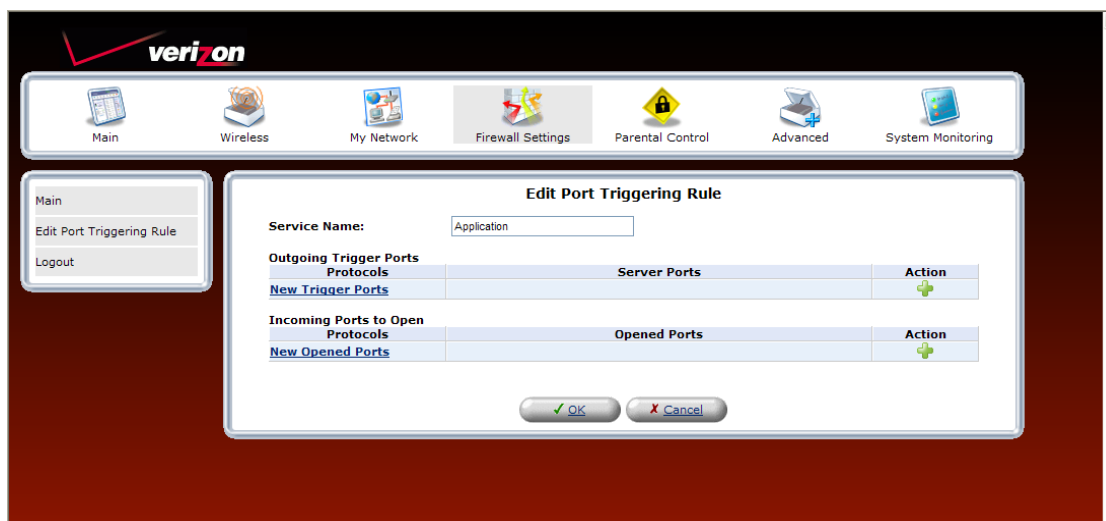 verizon
Main Wireless My Network Firewall Settings Parental Control Advanced System Monitoring
Main
Edit Port Triggering Rule
Logout
Edit Port Triggering Rule
Service Name: Application
Outgoing Trigger Ports
Protocols Server Ports Action
New Trigger Ports
Incoming Ports to Open
Protocols Opened Ports Action
New Opened Ports
OK Cancel